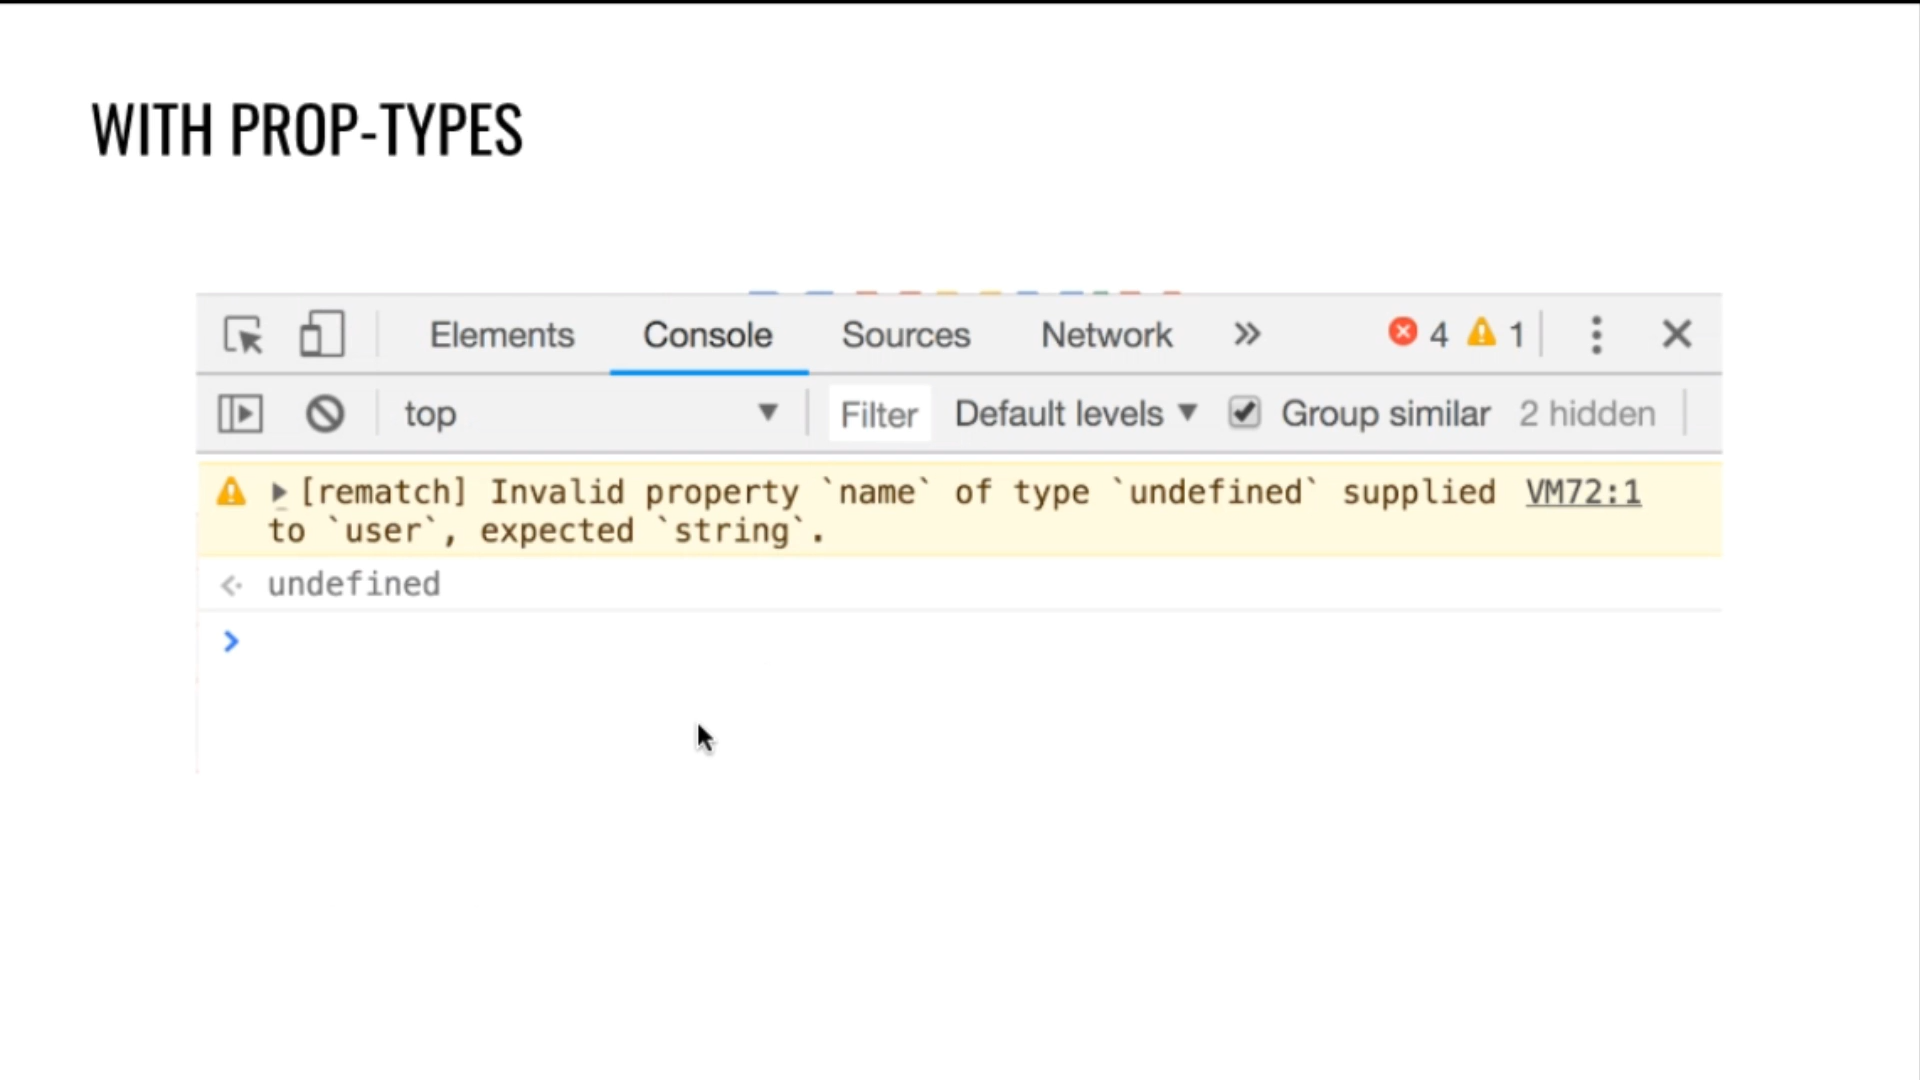 WITH PROP-TYPES
Elements Console Sources Network 4 1
top Filter Default levels Group similar 2 hidden
[rematch] Invalid property `name` of type `undefined` supplied VM72:1
to `user`, expected `string`.
undefined